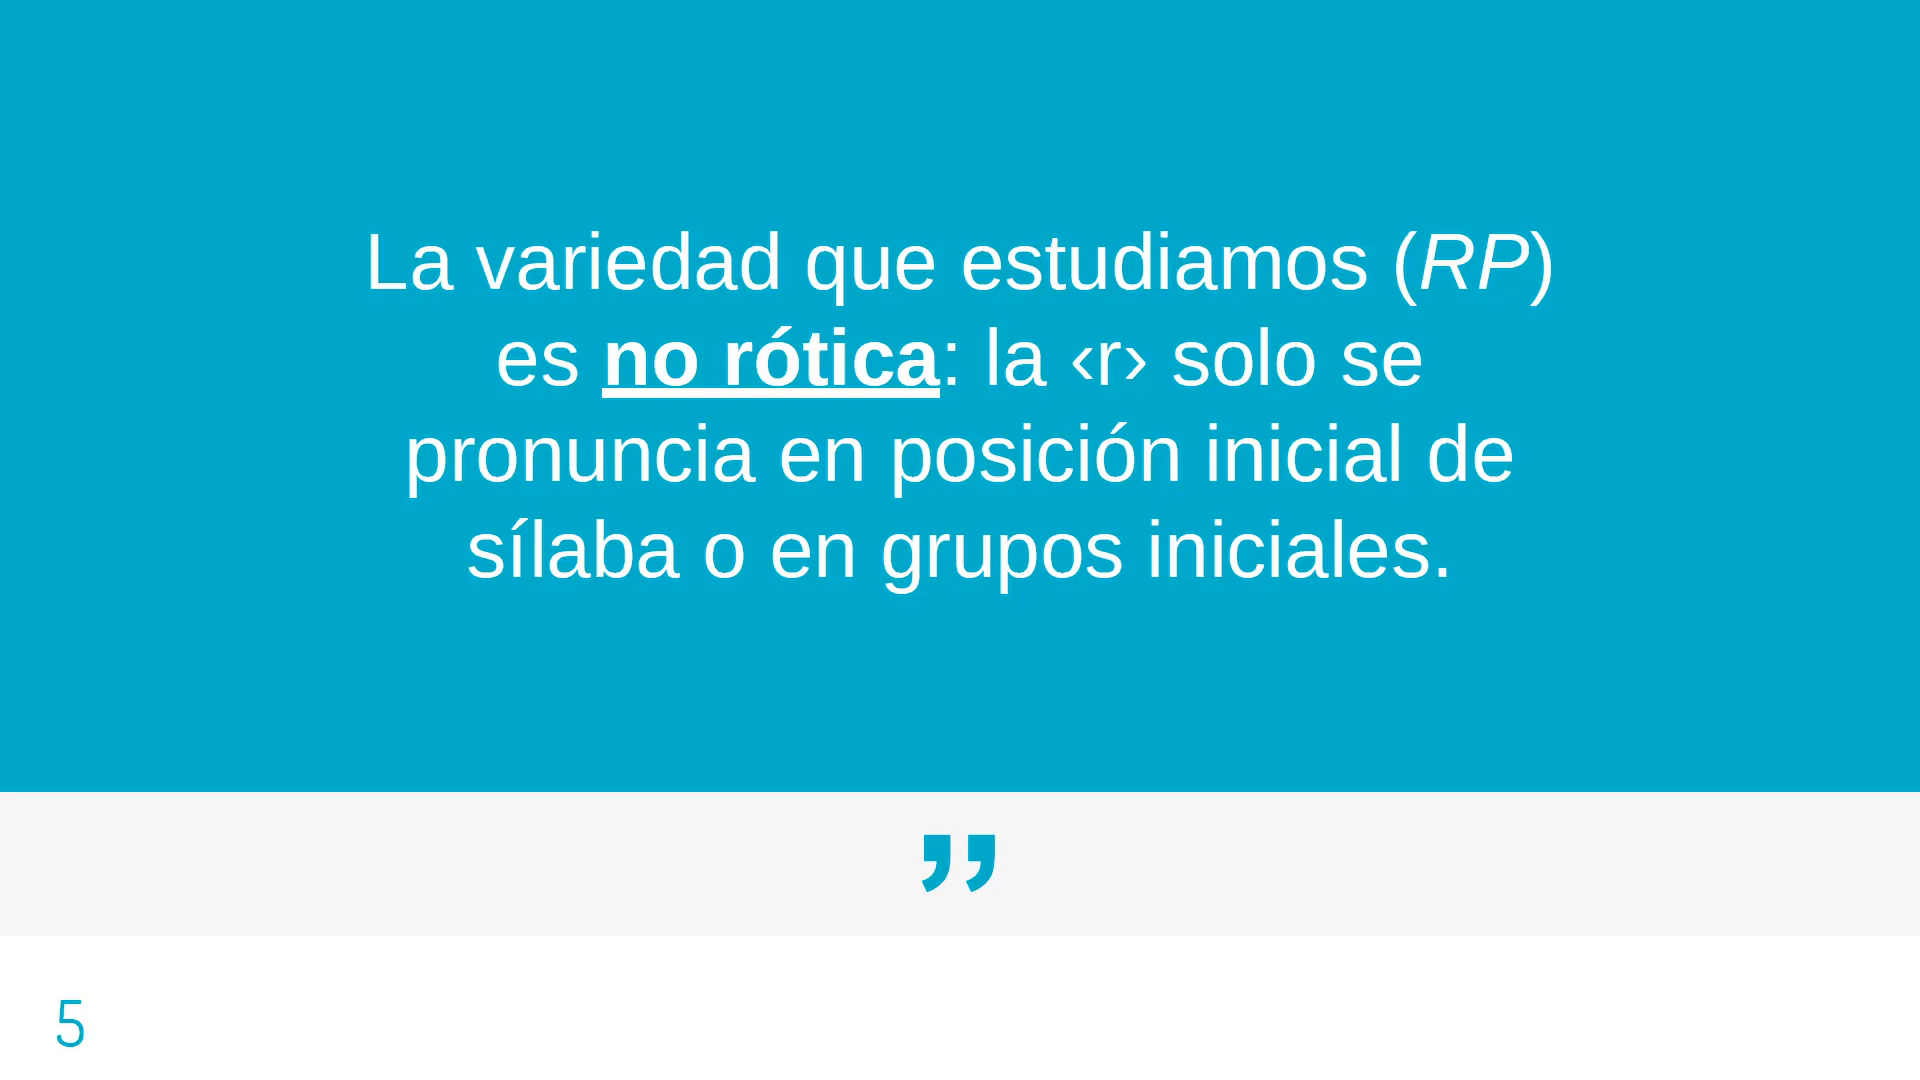 La variedad que estudiamos (RP)
es no rótica: la ‹r› solo se
pronuncia en posición inicial de
sílaba o en grupos iniciales.
”
5